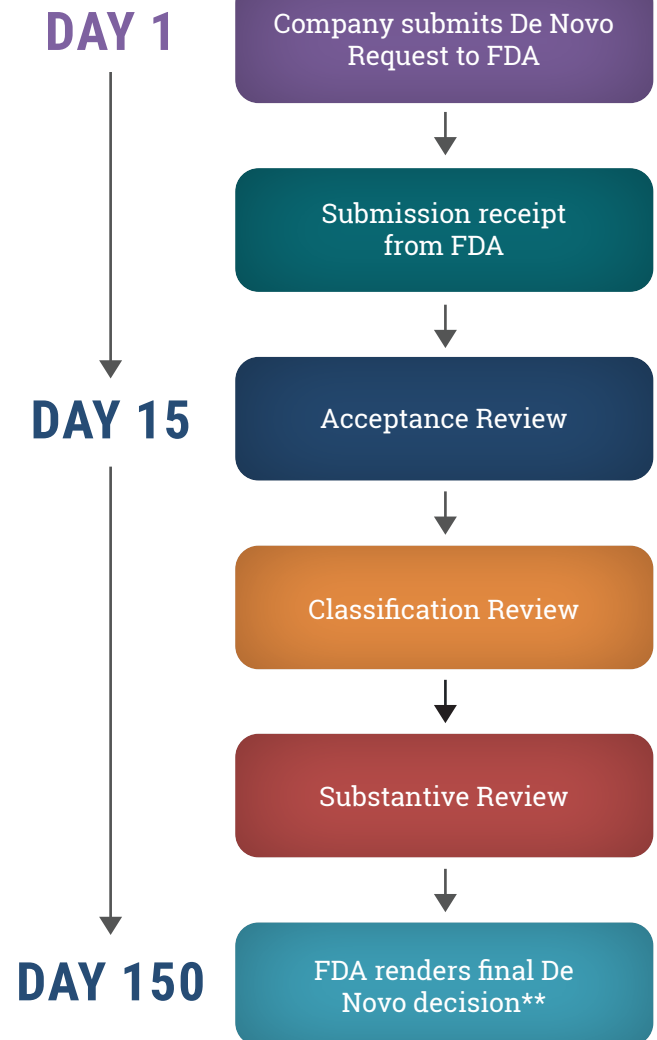 DAY 1
Company submits De Novo
Request to FDA
Submission receipt
from FDA
DAY 15
Acceptance Review
Classification Review
Substantive Review
DAY 150
FDA renders final De
Novo decision**